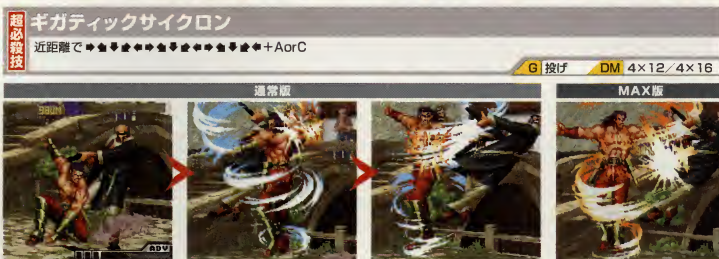 超必殺技
ギガティックサイクロン
近距離で➡⬊⬇⬋⬅➡⬊⬇⬋⬅➡⬊⬇⬋⬅+AorC
G 投げ DM 4×12/4×16
通常版
MAX版
ADV